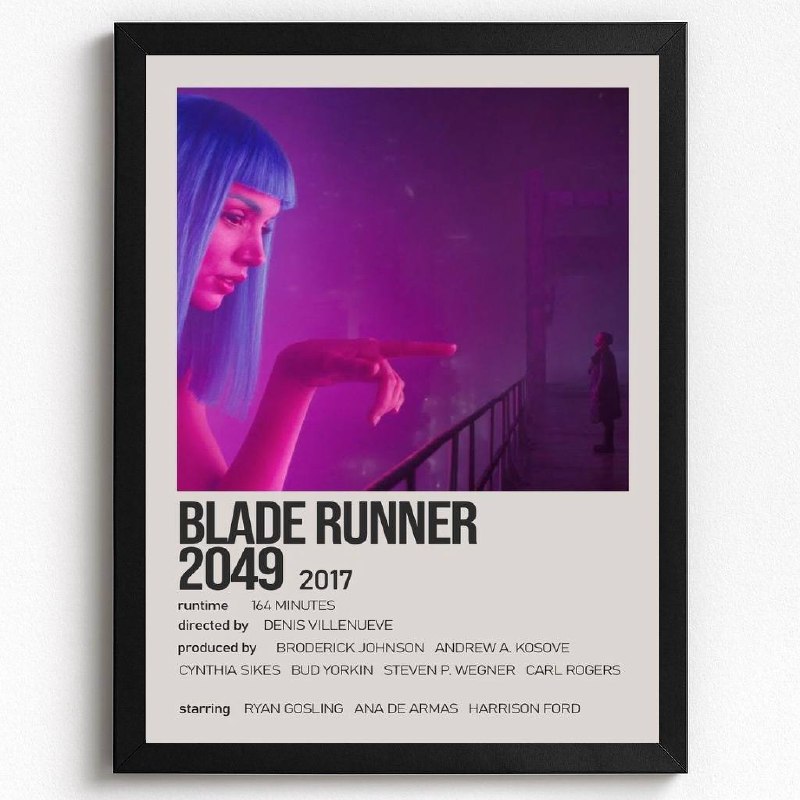 BLADE RUNNER
2049 2017
runtime 164 MINUTES
directed by DENIS VILLENUEVE
produced by BRODERICK JOHNSON ANDREW A. KOSOVE
CYNTHIA SIKES BUD YORKIN STEVEN P. WEGNER CARL ROGERS
starring RYAN GOSLING ANA DE ARMAS HARRISON FORD